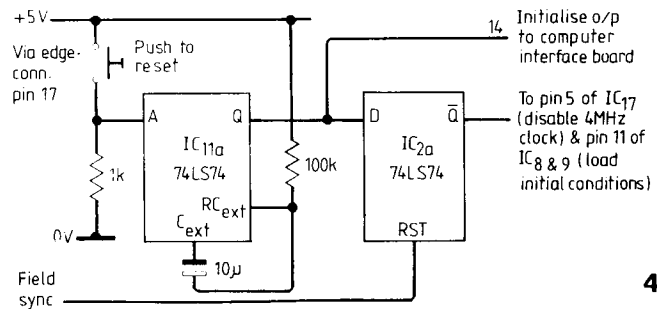 +5V
Via edge-
conn.
pin 17
Push to
reset
14
Initialise o/p
to computer
interface board
A
Q
IC11a
74LS74
RCext
Cext
1k
100k
10μ
0V
D
Q̅
IC2a
74LS74
RST
To pin 5 of IC17
(disable 4MHz
clock) & pin 11 of
IC8 & 9 (load
initial conditions)
Field
sync
4